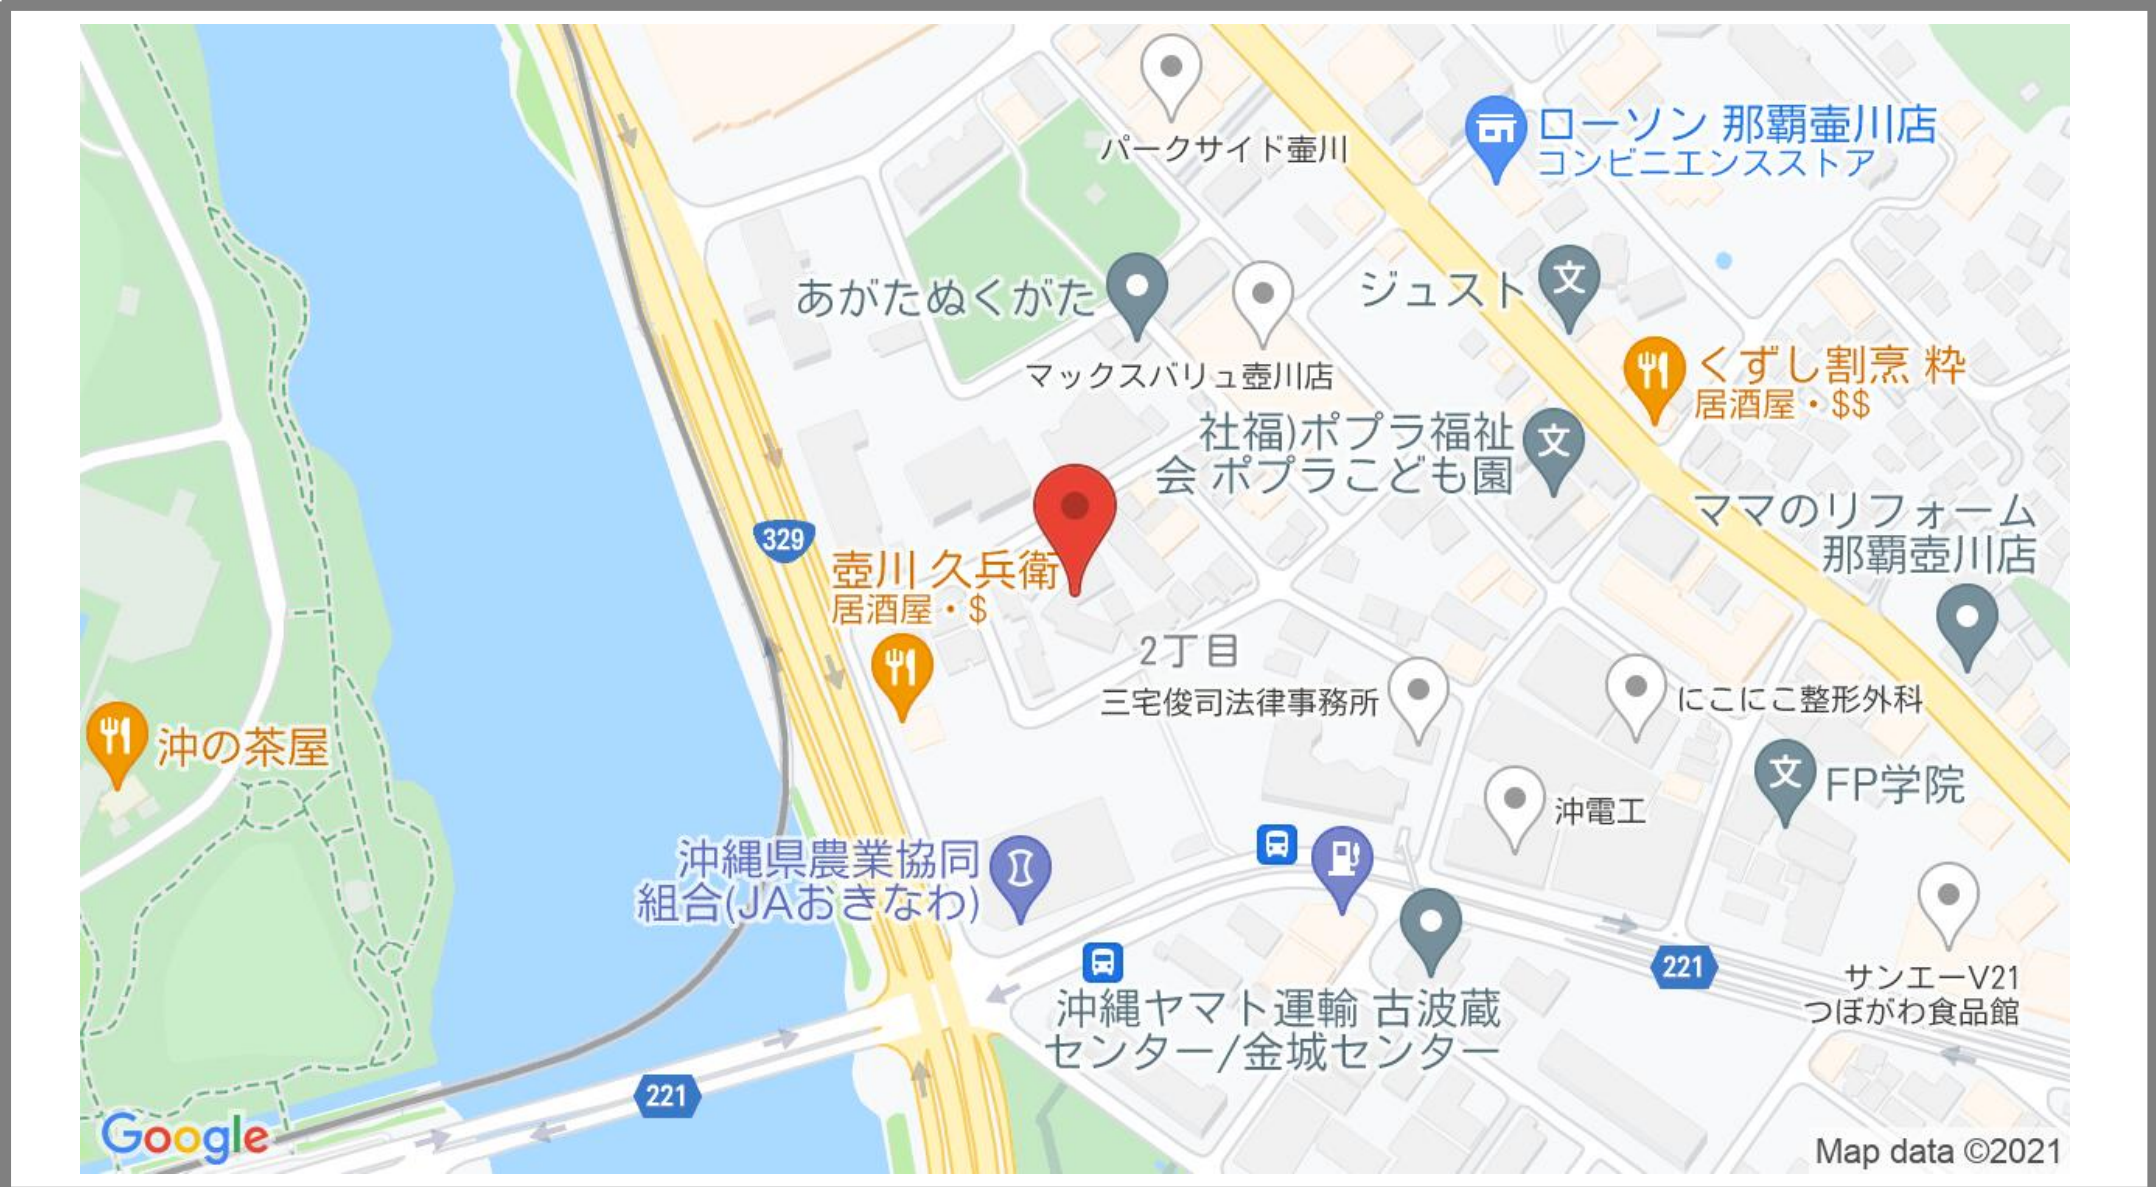 パークサイド壷川
ローソン 那覇壷川店
コンビニエンスストア
あがたぬくがた
ジュスト
文
マックスバリュ壺川店
くずし割烹 粋
居酒屋・$$
社福)ポプラ福祉
会 ポプラこども園
文
ママのリフォーム
那覇壺川店
329
壺川 久兵衛
居酒屋・$
2丁目
三宅俊司法律事務所
にこにこ整形外科
沖の茶屋
文
FP学院
沖電工
沖縄県農業協同
組合(JAおきなわ)
221
サンエーV21
つぼがわ食品館
沖縄ヤマト運輸 古波蔵
センター/金城センター
221
Google
Map data ©2021